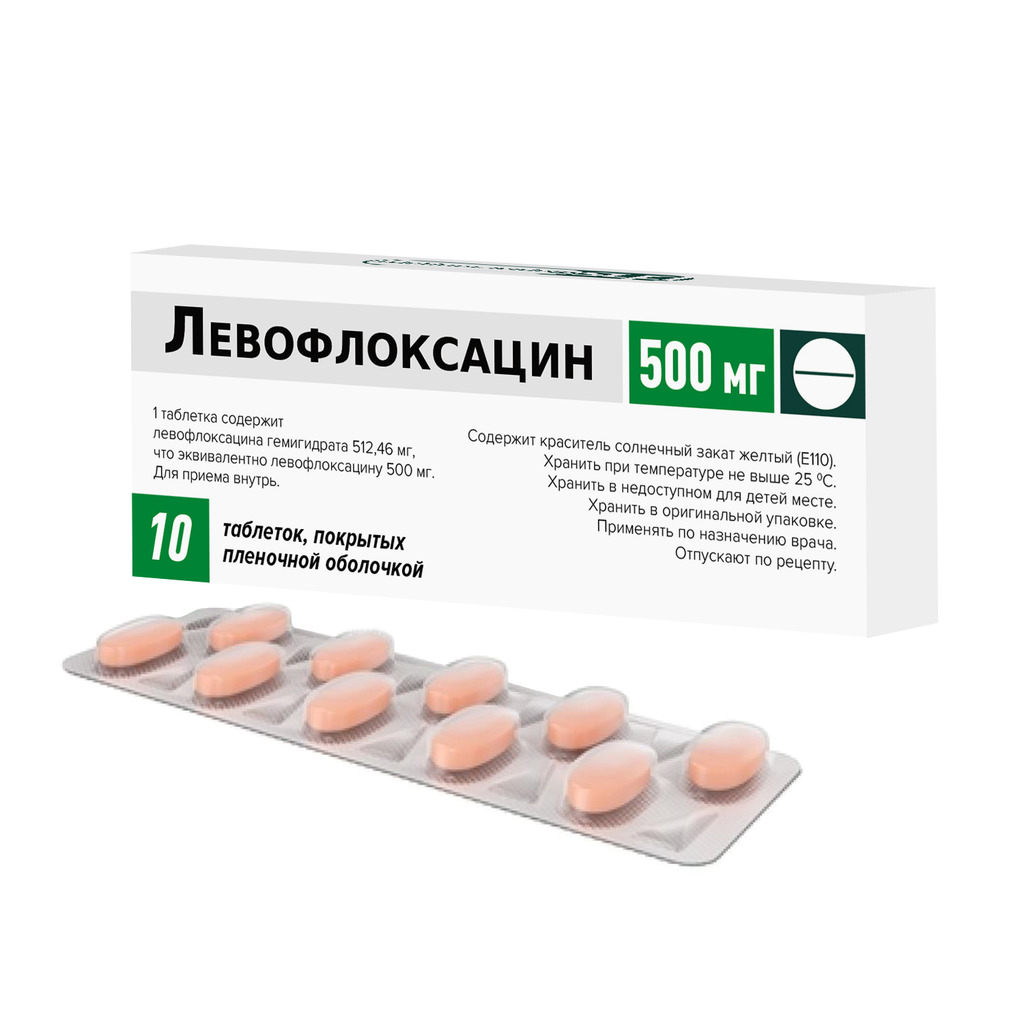 Левофлоксацин
500 мг
1 таблетка содержит
левофлоксацина гемигидрата 512,46 мг,
что эквивалентно левофлоксацину 500 мг.
Для приема внутрь.
Содержит краситель солнечный закат желтый (Е110).
Хранить при температуре не выше 25 ºС.
Хранить в недоступном для детей месте.
Хранить в оригинальной упаковке.
Применять по назначению врача.
Отпускают по рецепту.
10
таблеток, покрытых
пленочной оболочкой